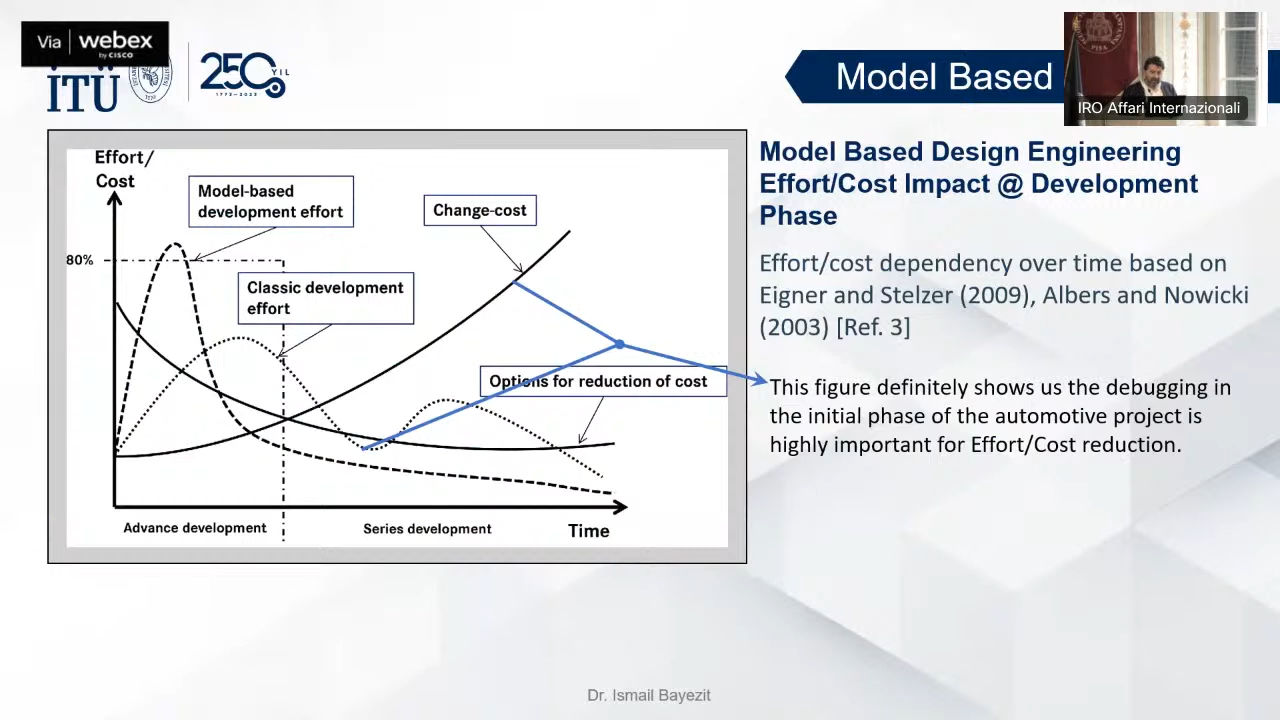 Via webex
by CISCO
İTÜ
250
YIL
1773-2023
Model Based
IRO Affari Internazionali
Effort/
Cost
Model-based
development effort
Change-cost
80%
Classic development
effort
Options for reduction of cost
Advance development
Series development
Time
Model Based Design Engineering
Effort/Cost Impact @ Development
Phase
Effort/cost dependency over time based on
Eigner and Stelzer (2009), Albers and Nowicki
(2003) [Ref. 3]
This figure definitely shows us the debugging in
the initial phase of the automotive project is
highly important for Effort/Cost reduction.
Dr. Ismail Bayezit